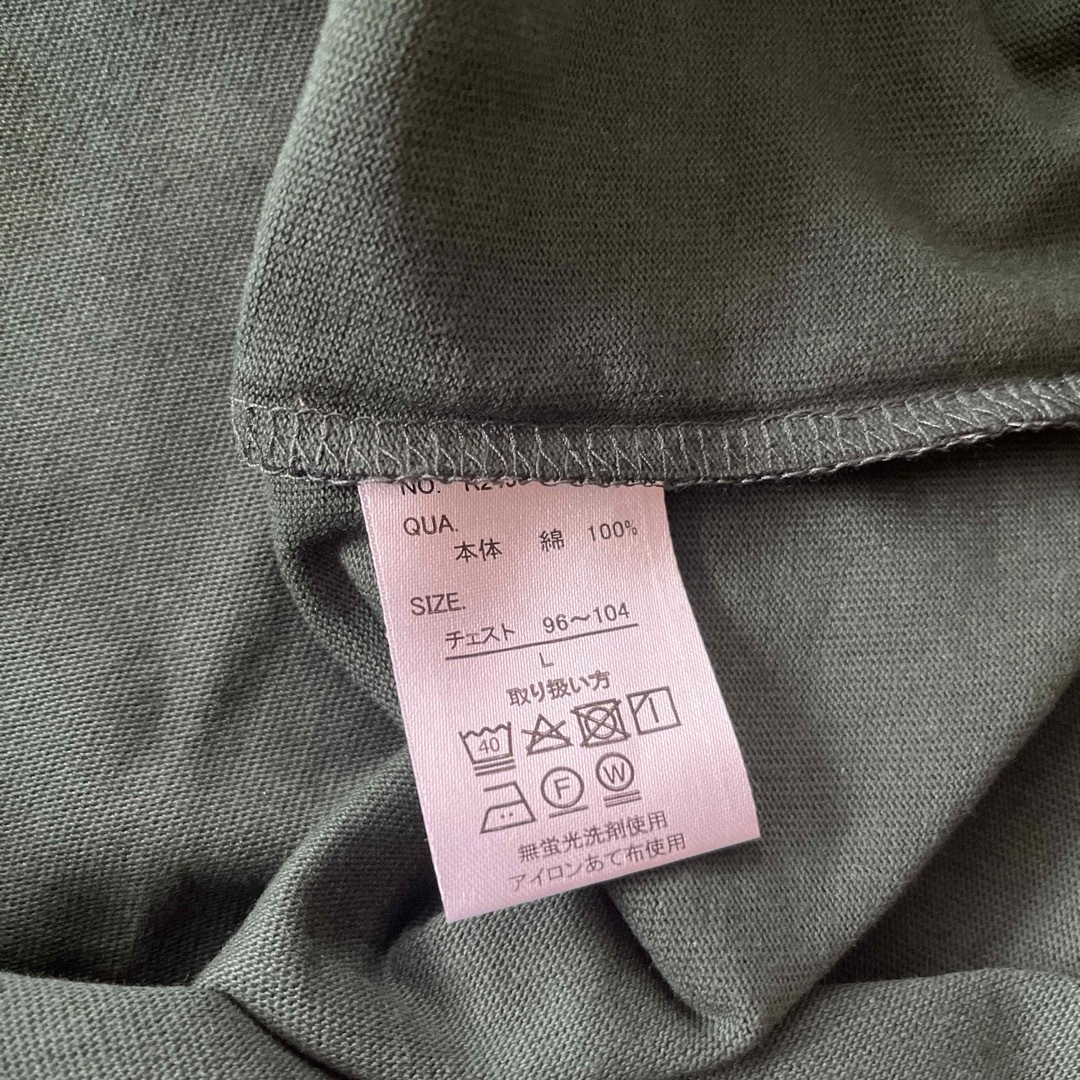 NO.
QUA.
本体 綿 100%
SIZE.
チェスト 96～104
L
取り扱い方
40
F W
無蛍光洗剤使用
アイロンあて布使用